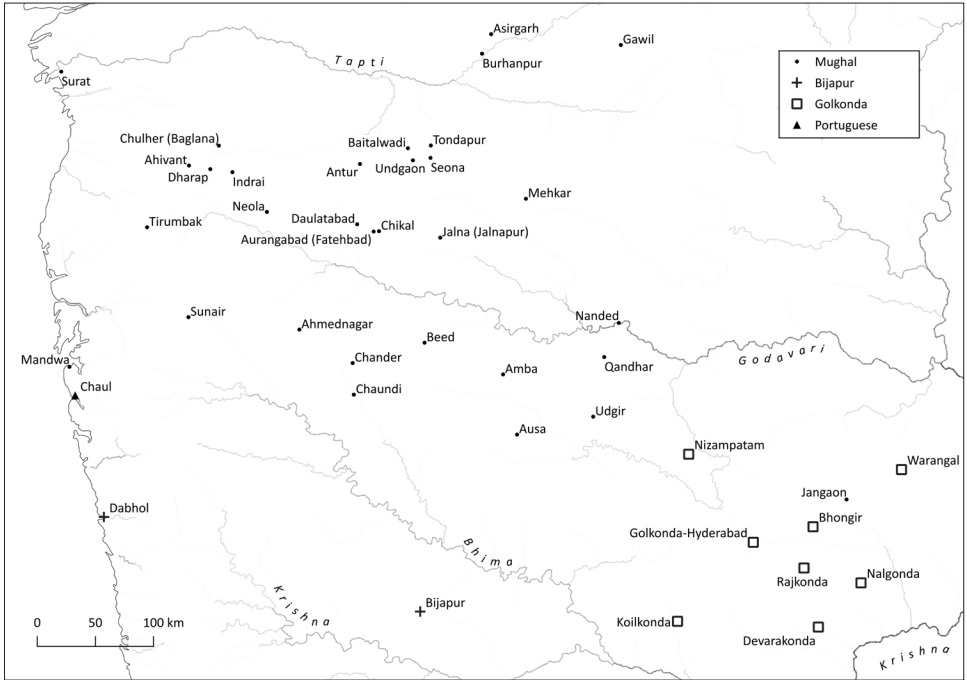 Asirgarh
Gawil
Burhanpur
Tapti
Surat
Mughal
Bijapur
Golkonda
Portuguese
Chulher (Baglana)
Baitalwadi
Tondapur
Ahivant
Dharap
Indrai
Antur
Undgaon
Seona
Mehkar
Neola
Tirumbak
Daulatabad
Chikal
Aurangabad (Fatehbad)
Jalna (Jalnapur)
Sunair
Ahmednagar
Nanded
Beed
Godavari
Mandwa
Chander
Amba
Qandhar
Chaul
Chaundi
Udgir
Ausa
Nizampatam
Warangal
Jangaon
Dabhol
Bhongir
Golkonda-Hyderabad
Bhima
Rajkonda
Nalgonda
Krishna
Bijapur
Koilkonda
Devarakonda
0 50 100 km
Krishna